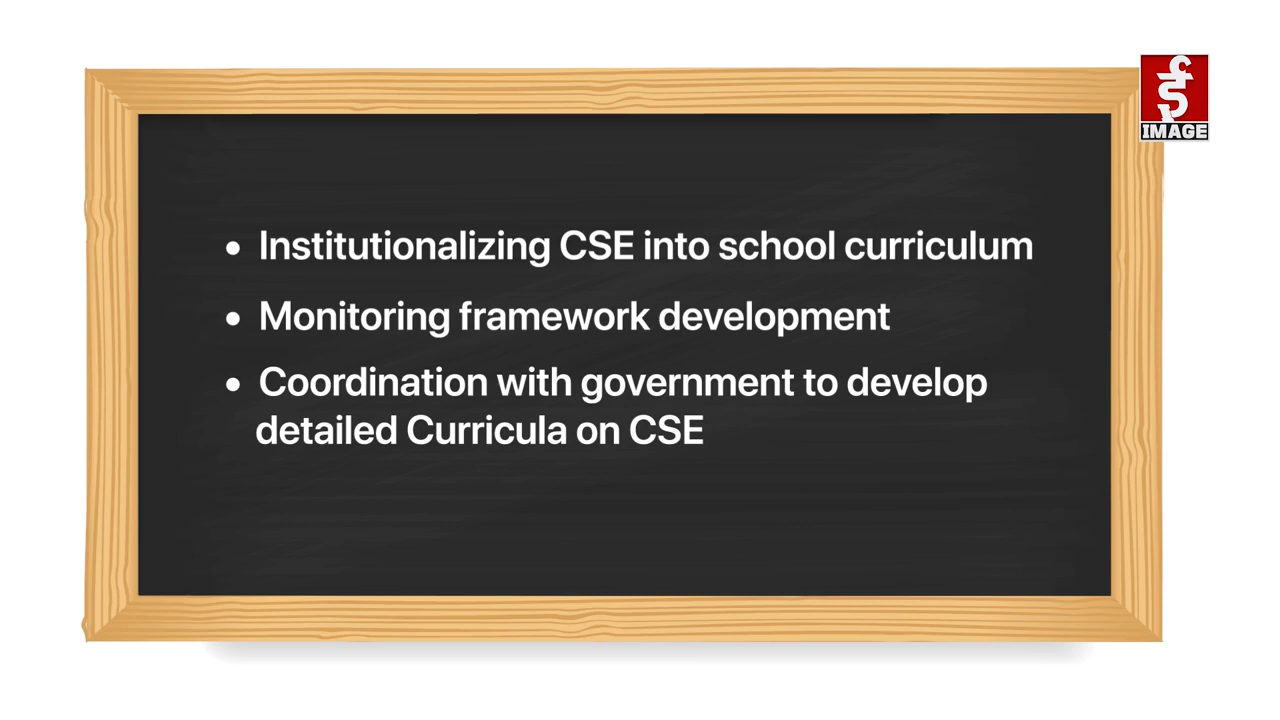 IMAGE
• Institutionalizing CSE into school curriculum
• Monitoring framework development
• Coordination with government to develop
detailed Curricula on CSE